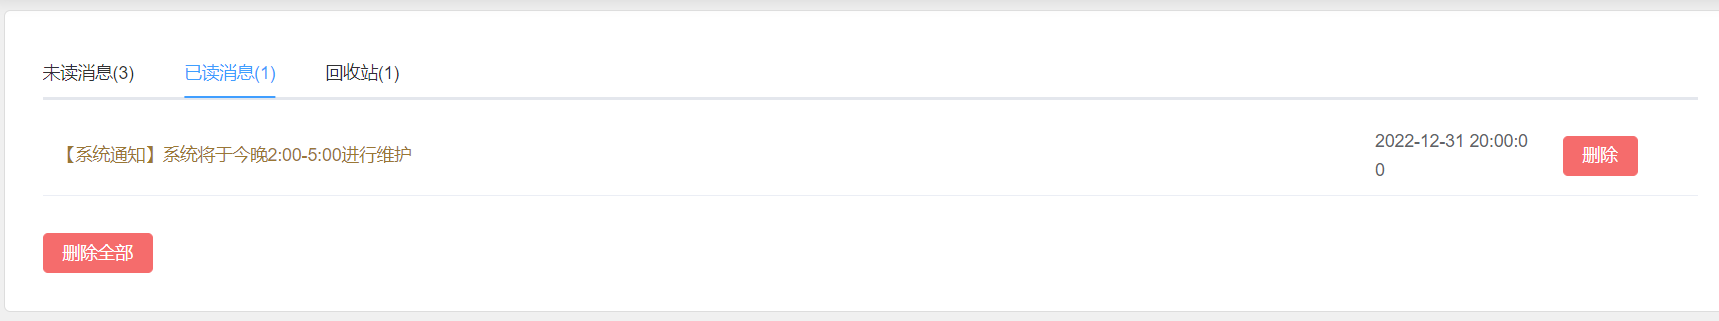 未读消息(3) 已读消息(1) 回收站(1)
【系统通知】系统将于今晚2:00-5:00进行维护
2022-12-31 20:00:0
0
删除
删除全部